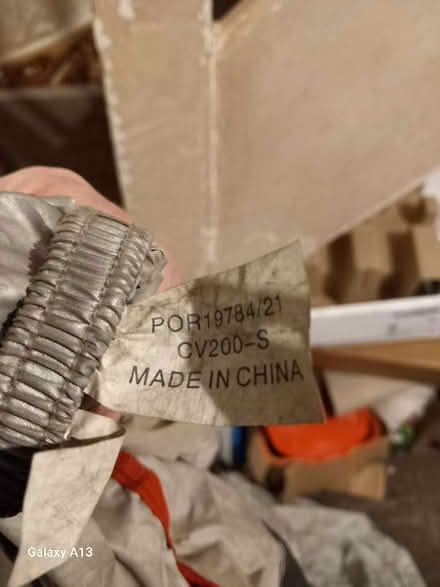 POR19784/21
CV200-S
MADE IN CHINA
Galaxy A13